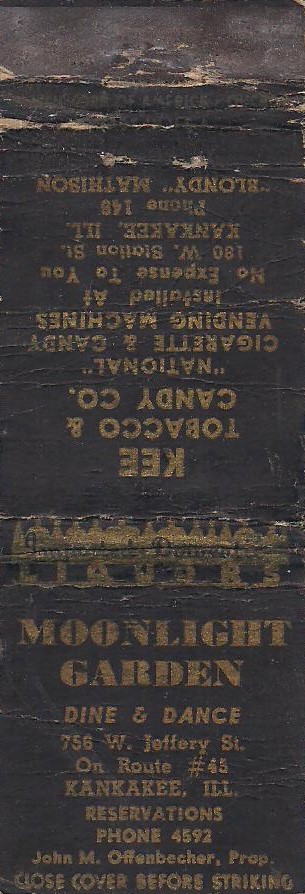 KEE
TOBACCO &
CANDY CO.
"NATIONAL"
CIGARETTE & CANDY
VENDING MACHINES
Installed At
No Expense To You
180 W. Station St.
KANKAKEE, ILL.
Phone 148
"BLONDY" MATHISON
LIQUORS
MOONLIGHT
GARDEN
DINE & DANCE
756 W. Jeffery St.
On Route #45
KANKAKEE, ILL.
RESERVATIONS
PHONE 4592
John M. Offenbecher, Prop.
CLOSE COVER BEFORE STRIKING